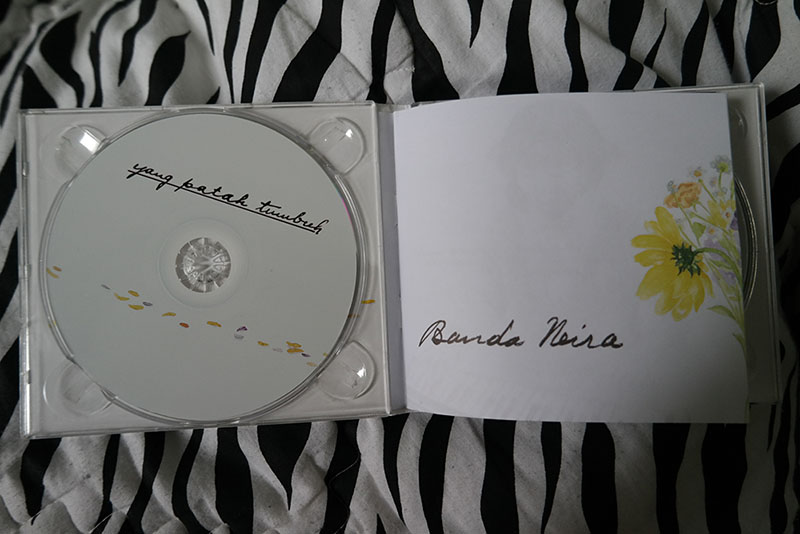 yang patah tumbuh
Banda Neira